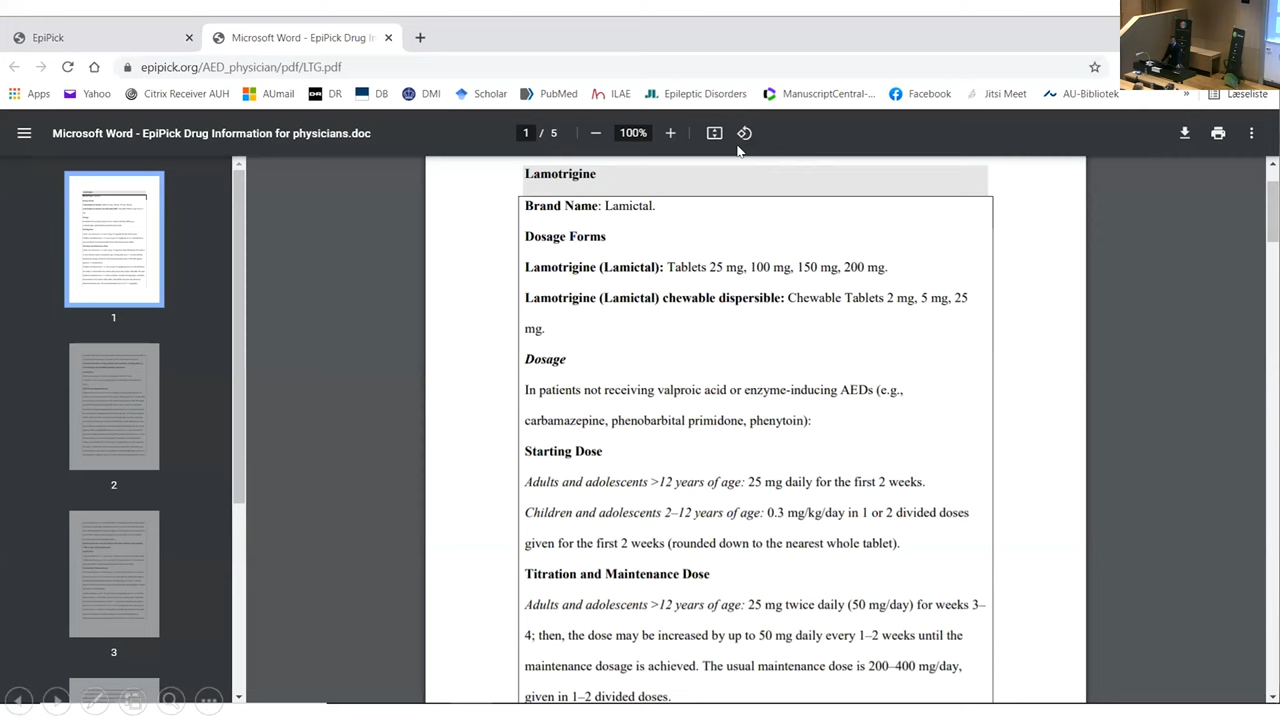 EpiPick
Microsoft Word - EpiPick Drug In
epipick.org/AED_physician/pdf/LTG.pdf
Apps Yahoo Citrix Receiver AUH AUmail DR DB DMI Scholar PubMed ILAE Epileptic Disorders ManuscriptCentral-... Facebook Jitsi Meet AU-Bibliotek » Læseliste
Microsoft Word - EpiPick Drug Information for physicians.doc
1 / 5
100%
1
2
3
Lamotrigine
Brand Name: Lamictal.
Dosage Forms
Lamotrigine (Lamictal): Tablets 25 mg, 100 mg, 150 mg, 200 mg.
Lamotrigine (Lamictal) chewable dispersible: Chewable Tablets 2 mg, 5 mg, 25
mg.
Dosage
In patients not receiving valproic acid or enzyme-inducing AEDs (e.g.,
carbamazepine, phenobarbital primidone, phenytoin):
Starting Dose
Adults and adolescents >12 years of age: 25 mg daily for the first 2 weeks.
Children and adolescents 2–12 years of age: 0.3 mg/kg/day in 1 or 2 divided doses
given for the first 2 weeks (rounded down to the nearest whole tablet).
Titration and Maintenance Dose
Adults and adolescents >12 years of age: 25 mg twice daily (50 mg/day) for weeks 3–
4; then, the dose may be increased by up to 50 mg daily every 1–2 weeks until the
maintenance dosage is achieved. The usual maintenance dose is 200–400 mg/day,
given in 1–2 divided doses.